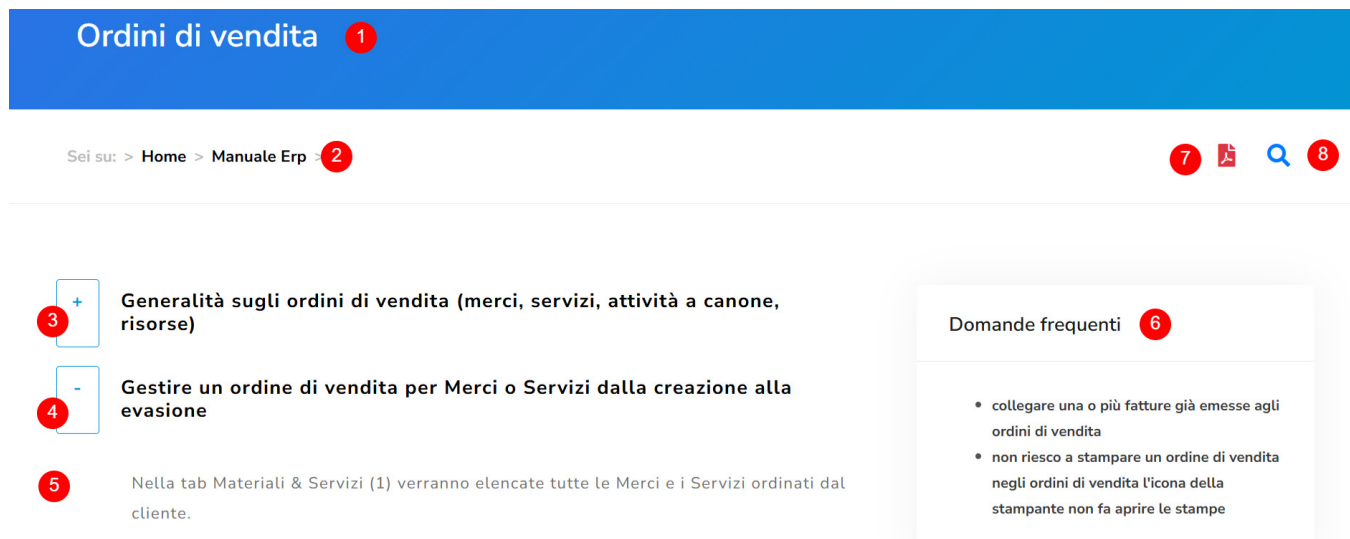 Ordini di vendita 1
Sei su: > Home > Manuale Erp > 2
7 8
+ Generalità sugli ordini di vendita (merci, servizi, attività a canone,
3 risorse)
- Gestire un ordine di vendita per Merci o Servizi dalla creazione alla
4 evasione
5 Nella tab Materiali & Servizi (1) verranno elencate tutte le Merci e i Servizi ordinati dal
cliente.
Domande frequenti 6
• collegare una o più fatture già emesse agli
ordini di vendita
• non riesco a stampare un ordine di vendita
negli ordini di vendita l'icona della
stampante non fa aprire le stampe